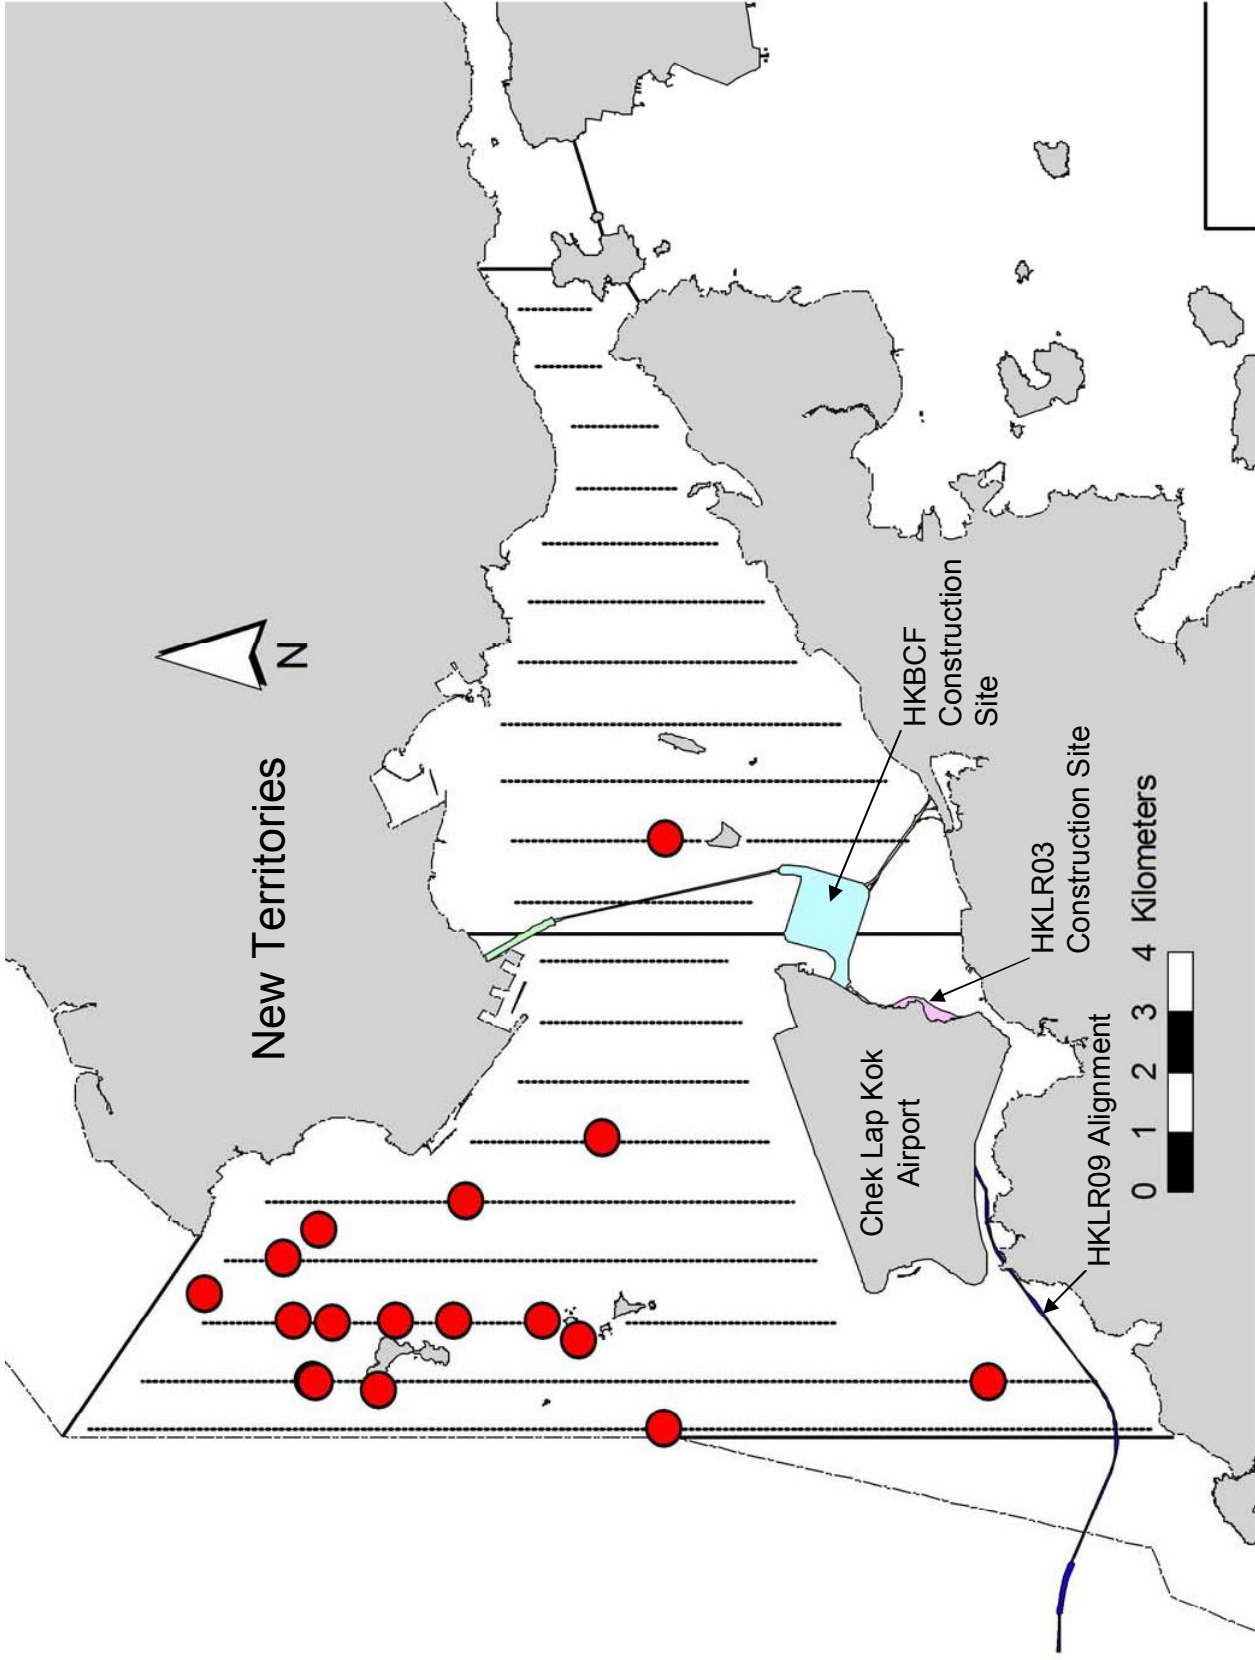 New Territories
N
HKBCF
Construction
Site
HKLR03
Construction Site
Chek Lap Kok
Airport
HKLR09 Alignment
0 1 2 3 4 Kilometers